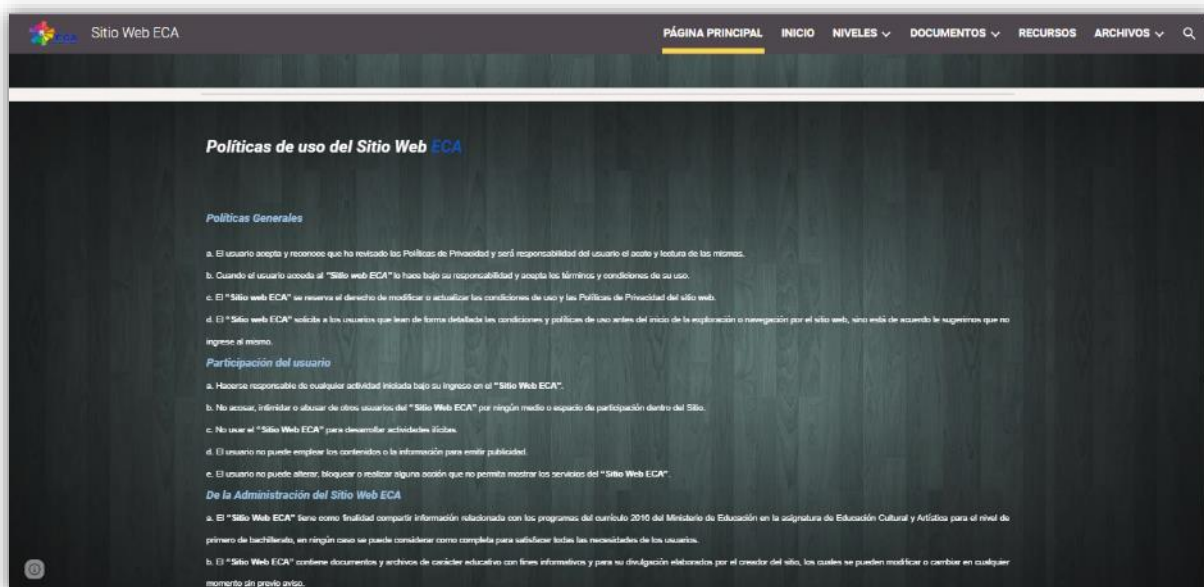 ECA
Sitio Web ECA
PÁGINA PRINCIPAL
INICIO
NIVELES
DOCUMENTOS
RECURSOS
ARCHIVOS
Políticas de uso del Sitio Web ECA
Políticas Generales
a. El usuario acepta y reconoce que ha revisado las Políticas de Privacidad y será responsabilidad del usuario el acato y lectura de las mismas.
b. Cuando el usuario acceda al "Sitio web ECA" lo hace bajo su responsabilidad y acepta los términos y condiciones de su uso.
c. El "Sitio web ECA" se reserva el derecho de modificar o actualizar las condiciones de uso y las Políticas de Privacidad del sitio web.
d. El "Sitio web ECA" solicita a los usuarios que lean de forma detallada las condiciones y políticas de uso antes del inicio de la exploración o navegación por el sitio web, sino está de acuerdo le sugerimos que no
ingrese al mismo.
Participación del usuario
a. Hacerse responsable de cualquier actividad iniciada bajo su ingreso en el "Sitio Web ECA".
b. No acosar, intimidar o abusar de otros usuarios del "Sitio Web ECA" por ningún medio o espacio de participación dentro del Sitio.
c. No usar el "Sitio Web ECA" para desarrollar actividades ilícitas.
d. El usuario no puede emplear los contenidos o la información para emitir publicidad.
e. El usuario no puede alterar, bloquear o realizar alguna acción que no permita mostrar los servicios del "Sitio Web ECA".
De la Administración del Sitio Web ECA
a. El "Sitio Web ECA" tiene como finalidad compartir información relacionada con los programas del currículo 2016 del Ministerio de Educación en la asignatura de Educación Cultural y Artística para el nivel de
primero de bachillerato, en ningún caso se puede considerar como completa para satisfacer todas las necesidades de los usuarios.
b. El "Sitio Web ECA" contiene documentos y archivos de carácter educativo con fines informativos y para su divulgación elaborados por el creador del sitio, los cuales se pueden modificar o cambiar en cualquier
momento sin previo aviso.